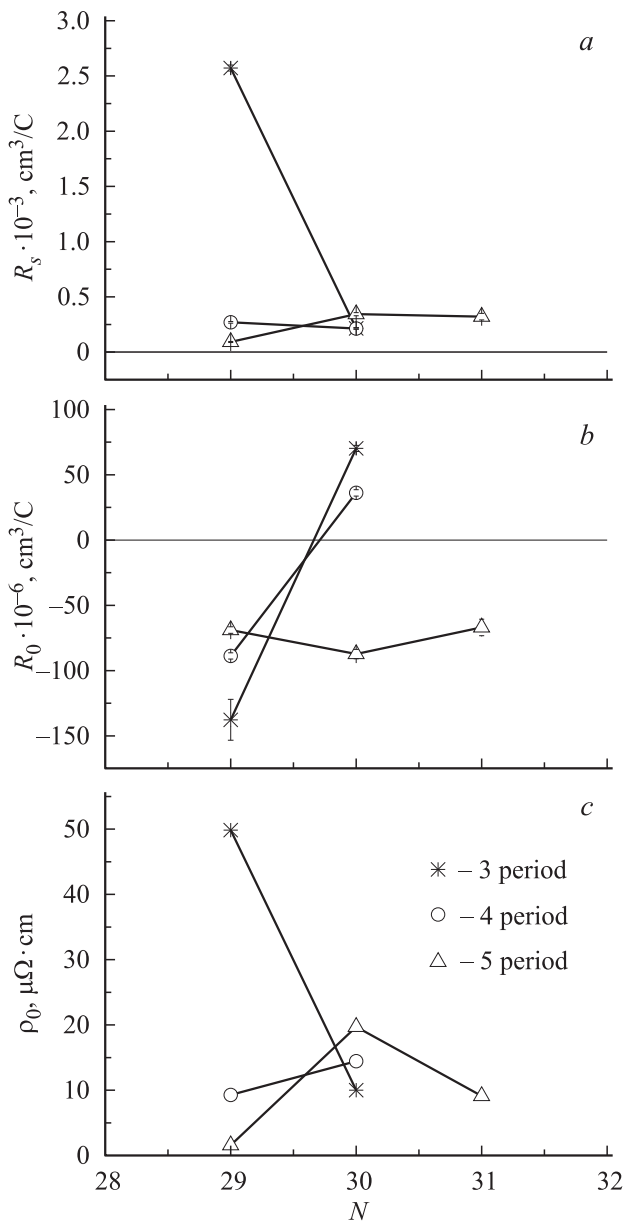 3.0
a
2.5
2.0
1.5
1.0
0.5
0
R_s · 10^−3, cm^3/C
100
b
50
0
−50
−100
−150
R_0 · 10^−6, cm^3/C
c
50
40
30
20
10
0
ρ_0, μΩ · cm
– 3 period
– 4 period
– 5 period
28 29 30 31 32
N